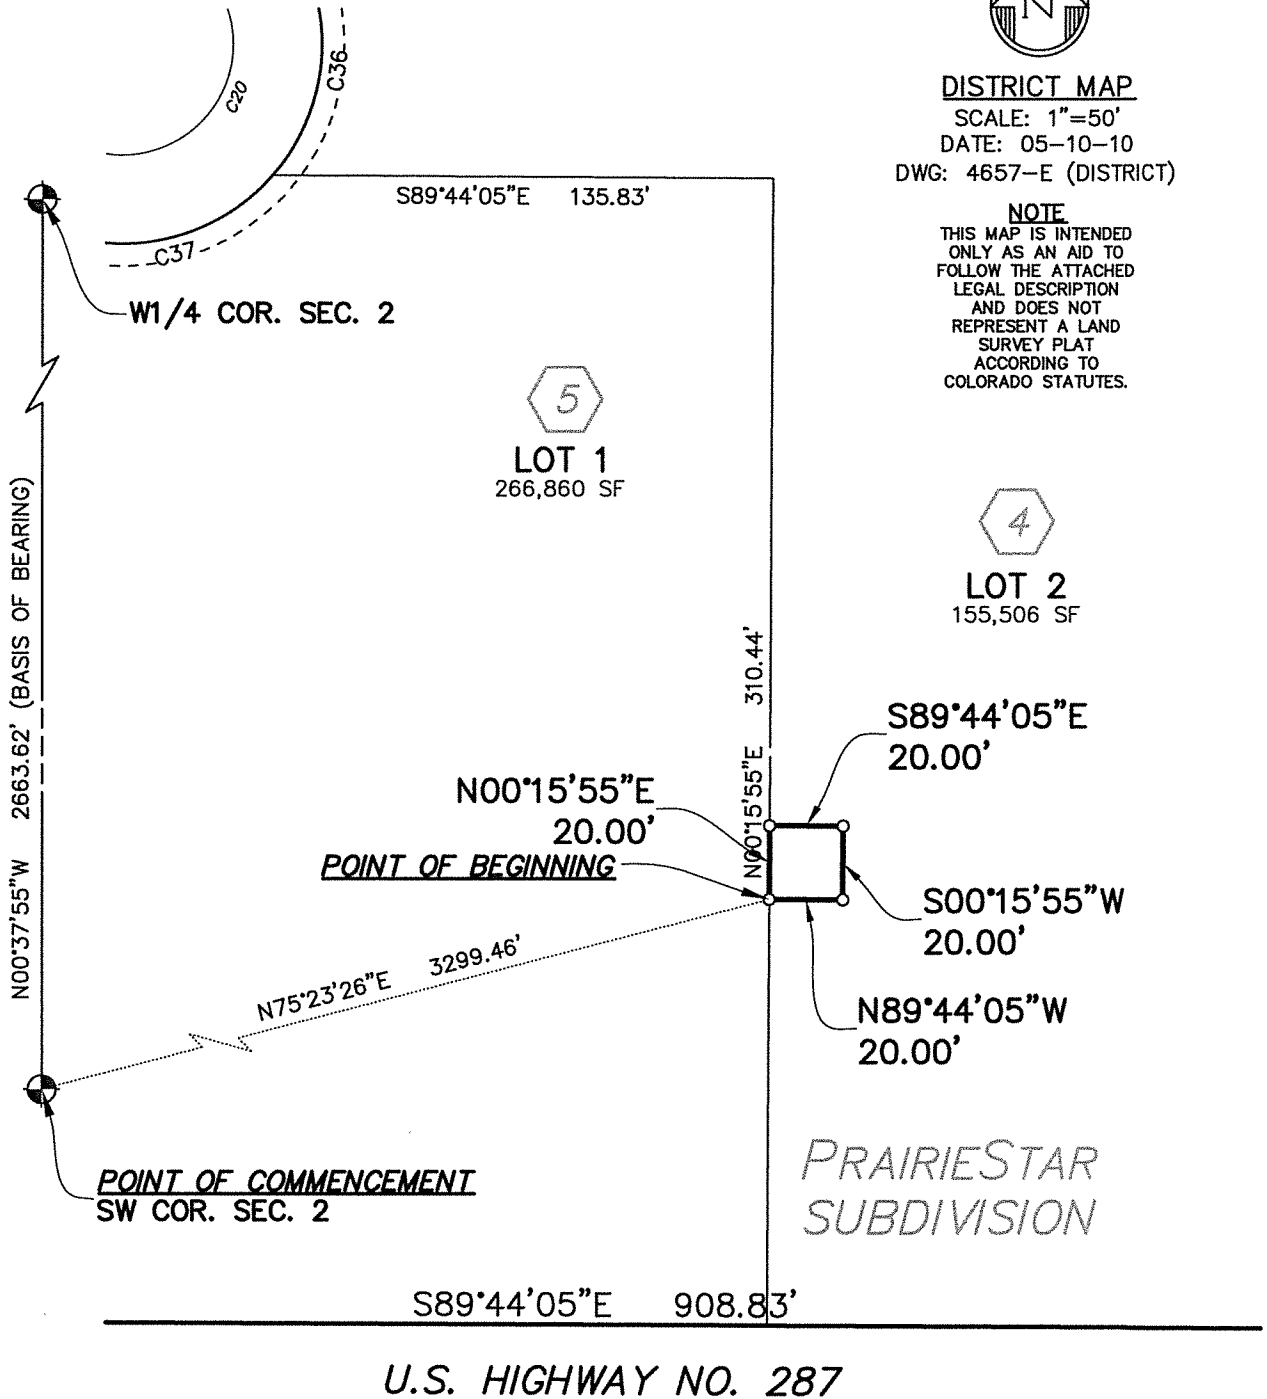 N
DISTRICT MAP
SCALE: 1"=50'
DATE: 05-10-10
DWG: 4657-E (DISTRICT)
NOTE
THIS MAP IS INTENDED
ONLY AS AN AID TO
FOLLOW THE ATTACHED
LEGAL DESCRIPTION
AND DOES NOT
REPRESENT A LAND
SURVEY PLAT
ACCORDING TO
COLORADO STATUTES.
C36
C20
C37
S89°44'05"E 135.83'
W1/4 COR. SEC. 2
5
LOT 1
266,860 SF
4
LOT 2
155,506 SF
N00°37'55"W 2663.62' (BASIS OF BEARING)
N00°15'55"E 310.44'
S89°44'05"E
20.00'
N00°15'55"E
20.00'
POINT OF BEGINNING
S00°15'55"W
20.00'
N75°23'26"E 3299.46'
N89°44'05"W
20.00'
POINT OF COMMENCEMENT
SW COR. SEC. 2
PRAIRIESTAR
SUBDIVISION
S89°44'05"E 908.83'
U.S. HIGHWAY NO. 287